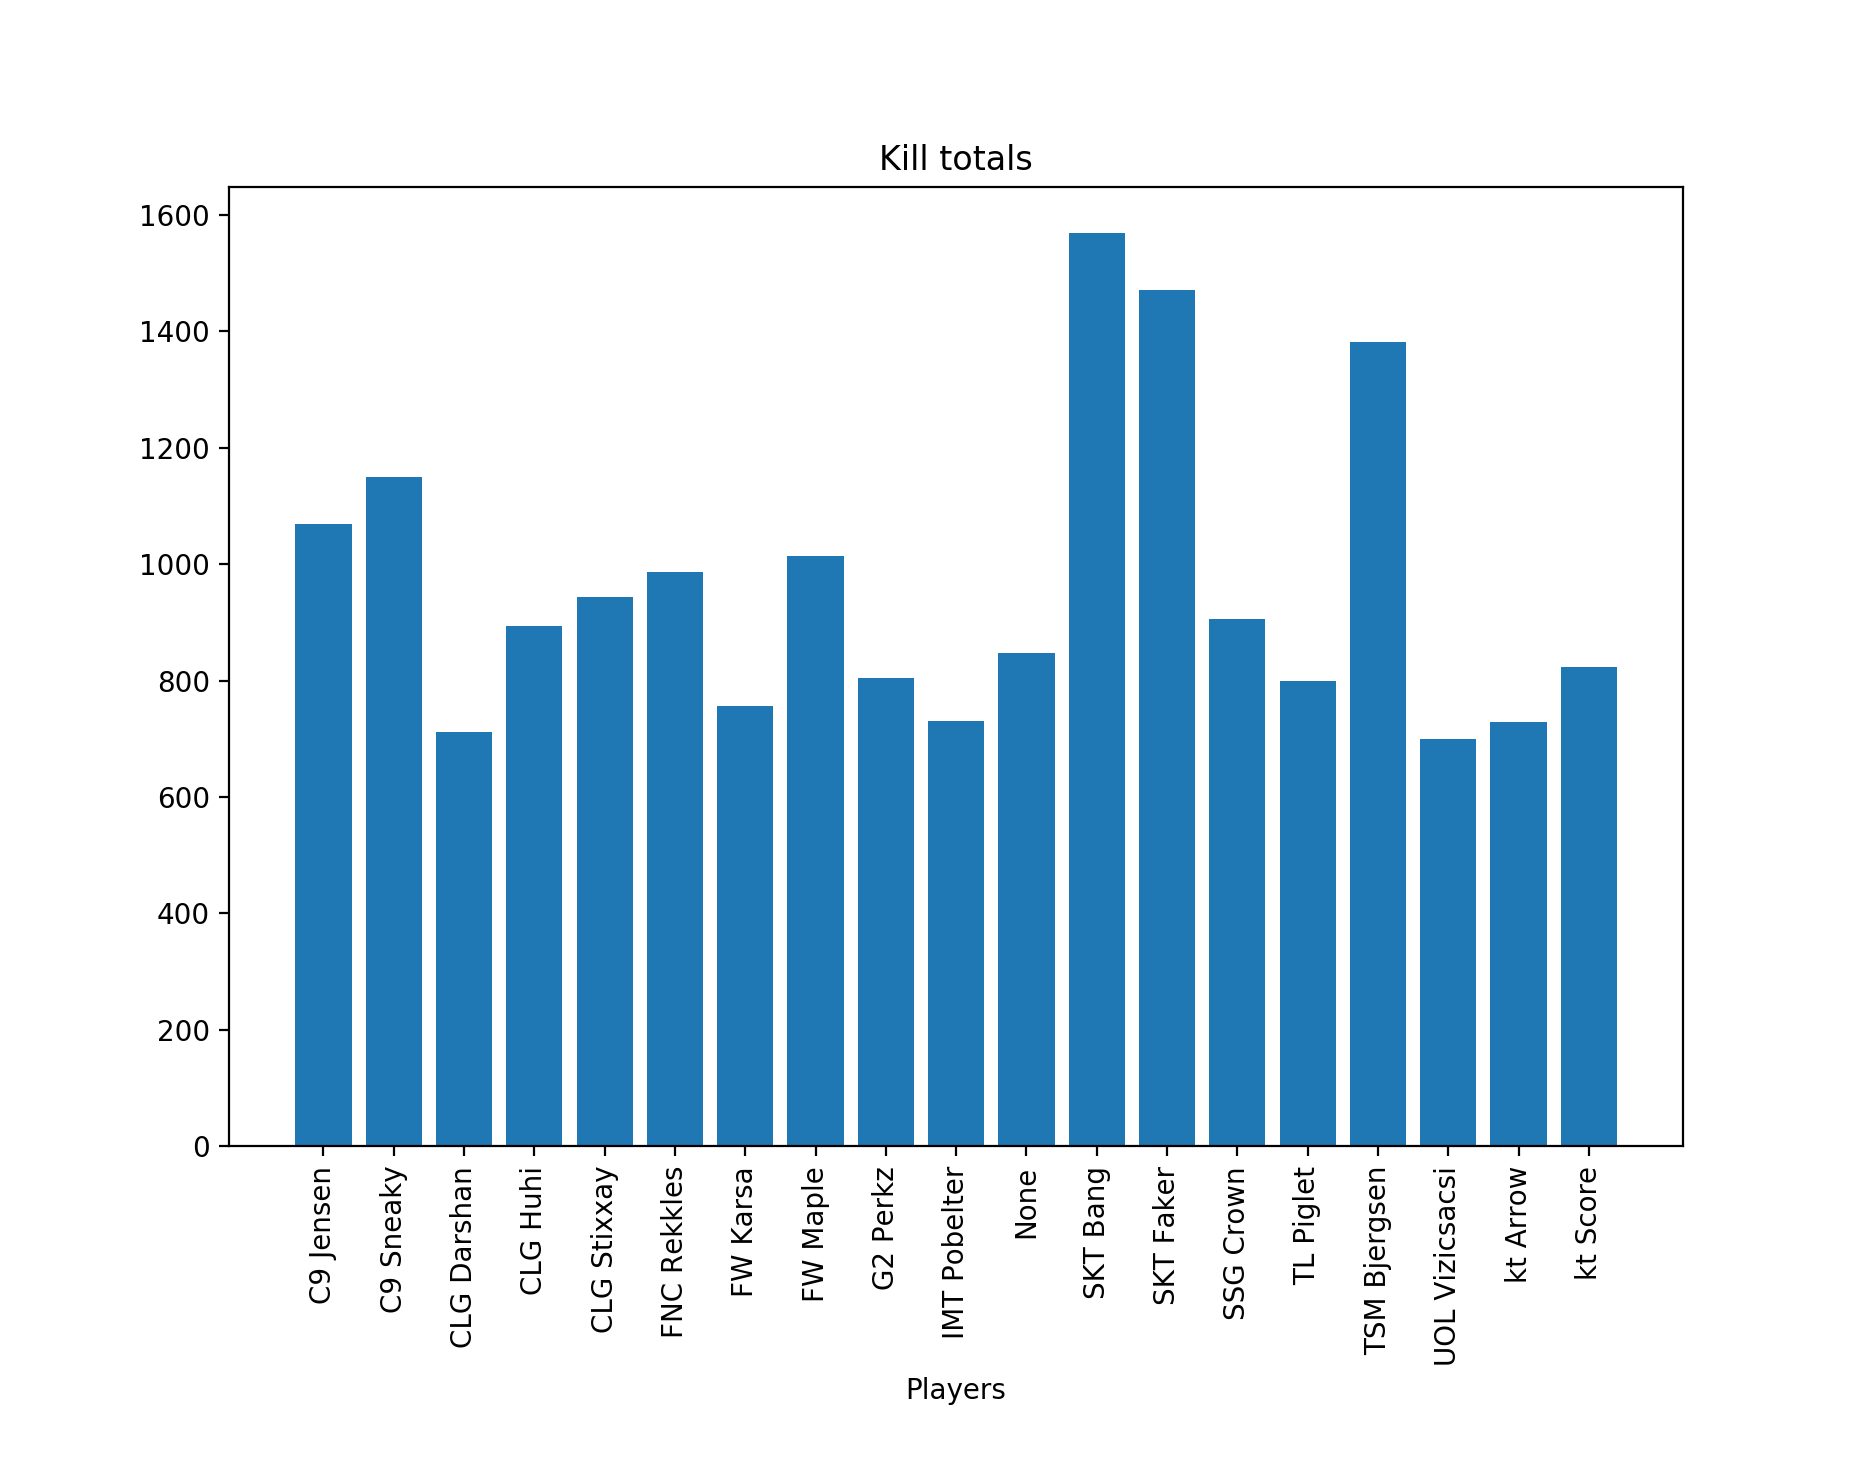 Kill totals
1600
1400
1200
1000
800
600
400
200
0
C9 Jensen
C9 Sneaky
CLG Darshan
CLG Huhi
CLG Stixxay
FNC Rekkles
FW Karsa
FW Maple
G2 Perkz
IMT Pobelter
None
SKT Bang
SKT Faker
SSG Crown
TL Piglet
TSM Bjergsen
UOL Vizicsacsi
kt Arrow
kt Score
Players